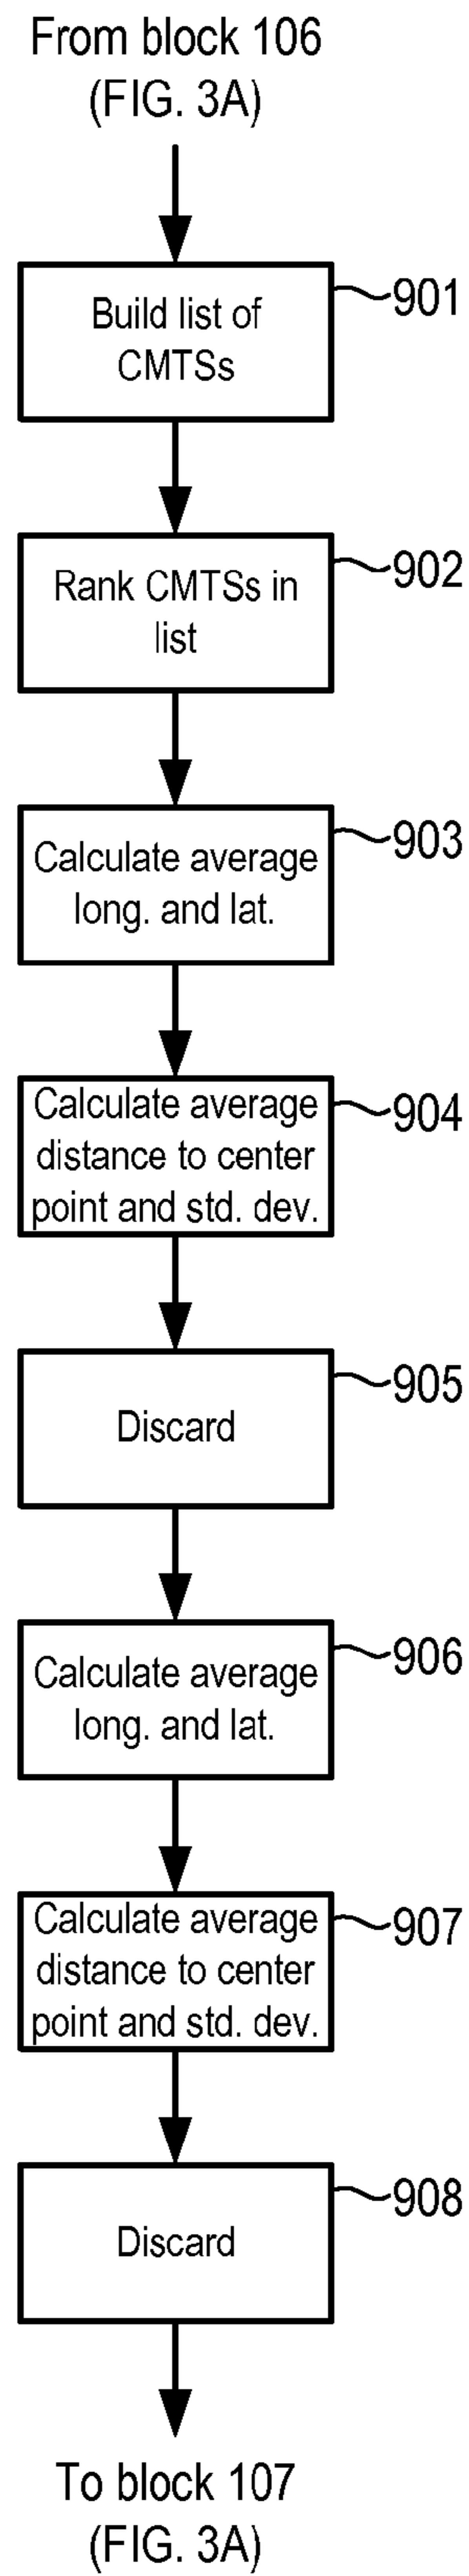 From block 106
(FIG. 3A)
Build list of
CMTSs
901
Rank CMTSs in
list
902
Calculate average
long. and lat.
903
Calculate average
distance to center
point and std. dev.
904
Discard
905
Calculate average
long. and lat.
906
Calculate average
distance to center
point and std. dev.
907
Discard
908
To block 107
(FIG. 3A)